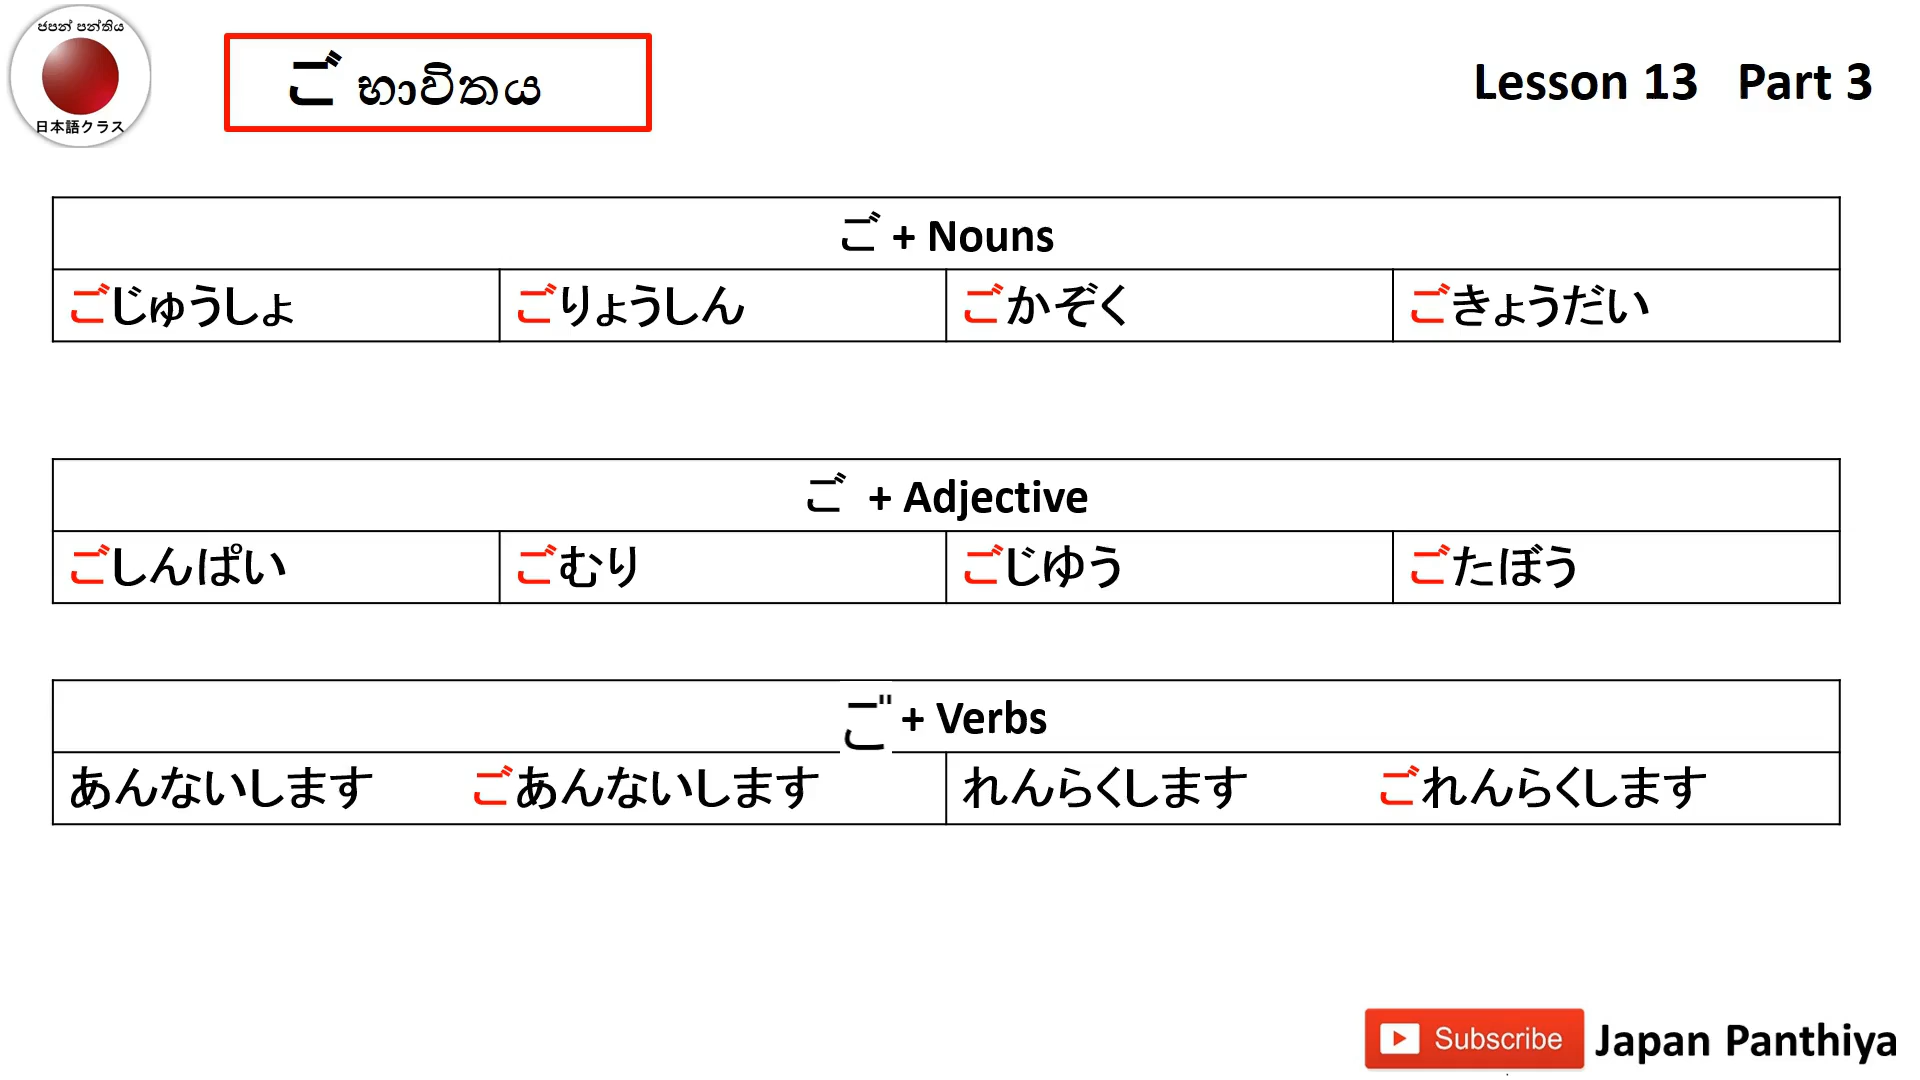 ජපන් පන්තිය
日本語クラス
ご භාවිතය
Lesson 13 Part 3
ご + Nouns
ごじゅうしょ ごりょうしん ごかぞく ごきょうだい
ご + Adjective
ごしんぱい ごむり ごじゆう ごたぼう
ご + Verbs
あんないします ごあんないします れんらくします ごれんらくします
Subscribe Japan Panthiya